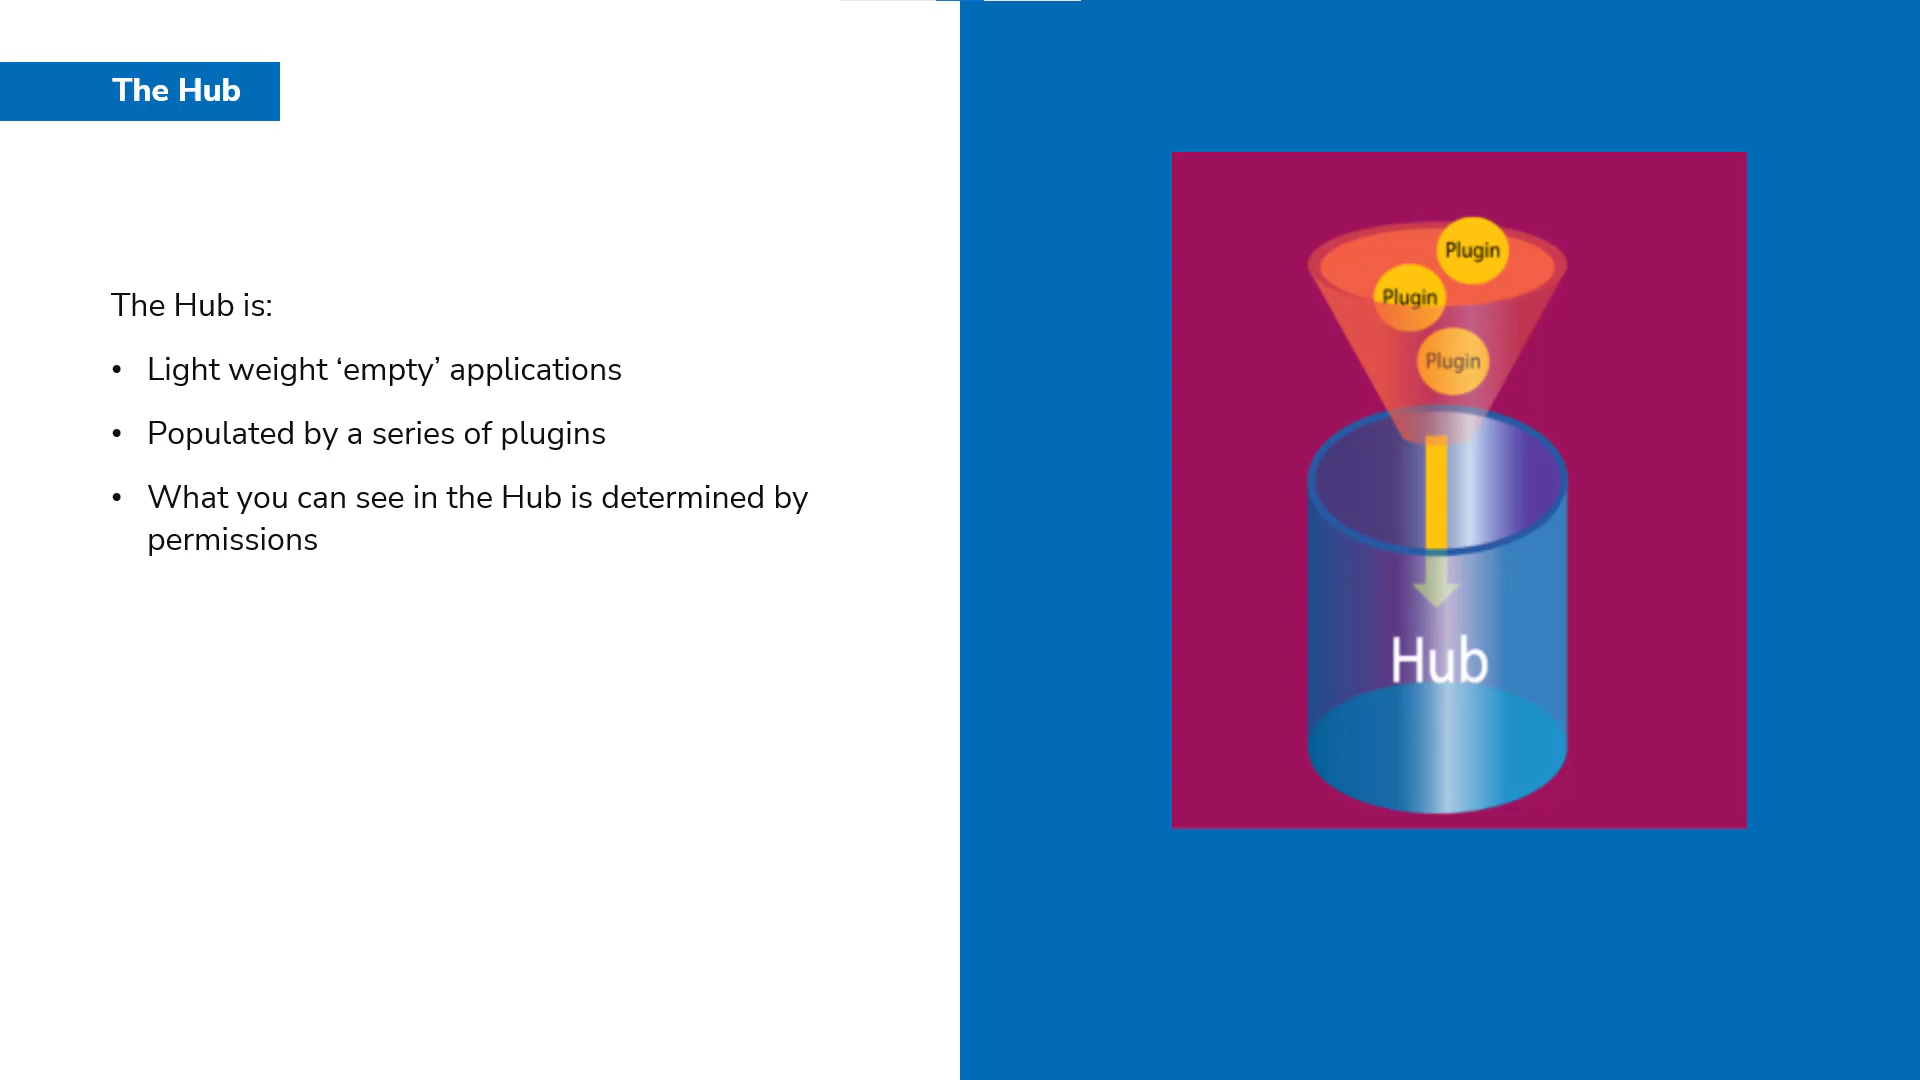 The Hub
The Hub is:
• Light weight ‘empty’ applications
• Populated by a series of plugins
• What you can see in the Hub is determined by
permissions
Plugin
Plugin
Plugin
Hub